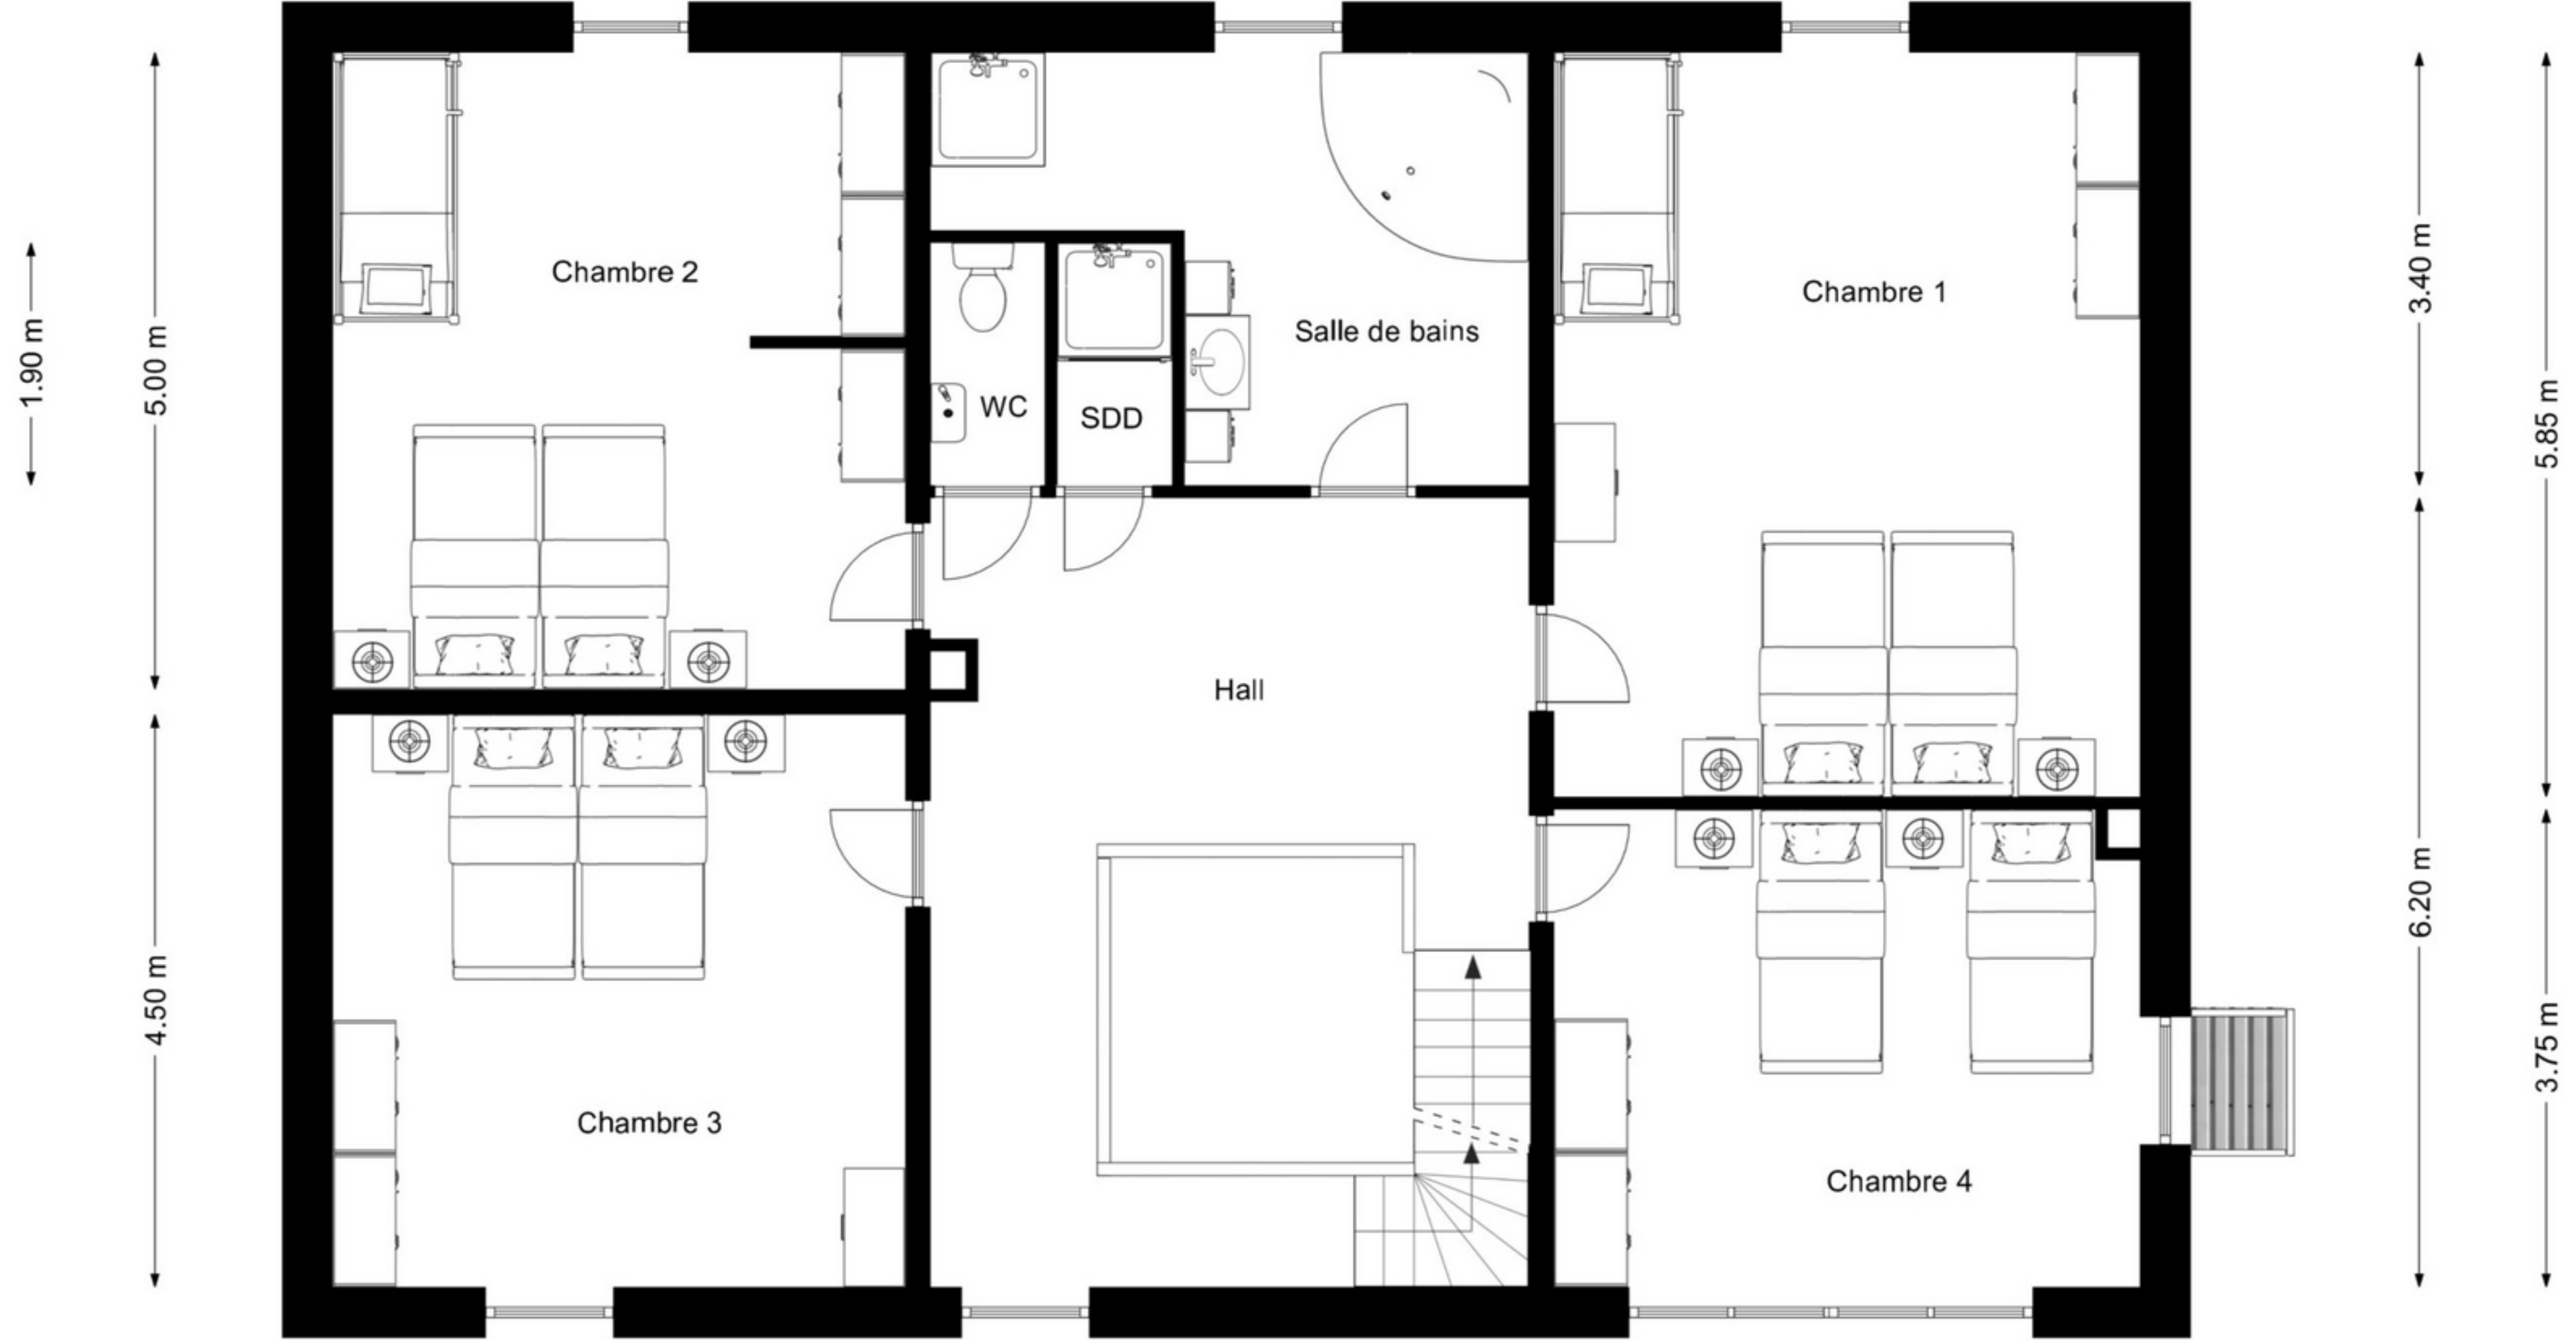 Chambre 2
Chambre 1
Salle de bains
WC
SDD
Hall
Chambre 3
Chambre 4
1.90 m
5.00 m
4.50 m
3.40 m
6.20 m
5.85 m
3.75 m